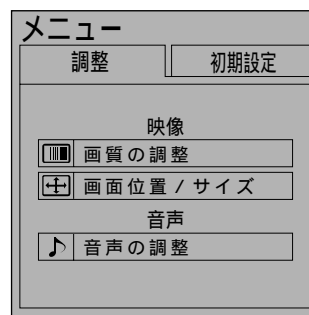 メニュー
調整
初期設定
映像
画質の調整
画面位置/サイズ
音声
音声の調整